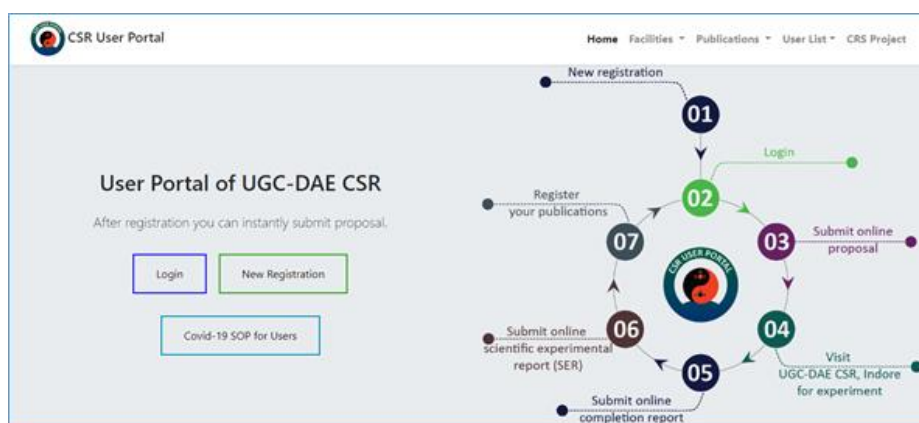 CSR User Portal
Home Facilities Publications User List CRS Project
User Portal of UGC-DAE CSR
After registration you can instantly submit proposal.
Login
New Registration
Covid-19 SOP for Users
New registration
01
Login
02
Submit online
proposal
03
Visit
UGC-DAE CSR, Indore
for experiment
04
Submit online
completion report
05
Submit online
scientific experimental
report (SER)
06
Register
your publications
07
CSR USER PORTAL